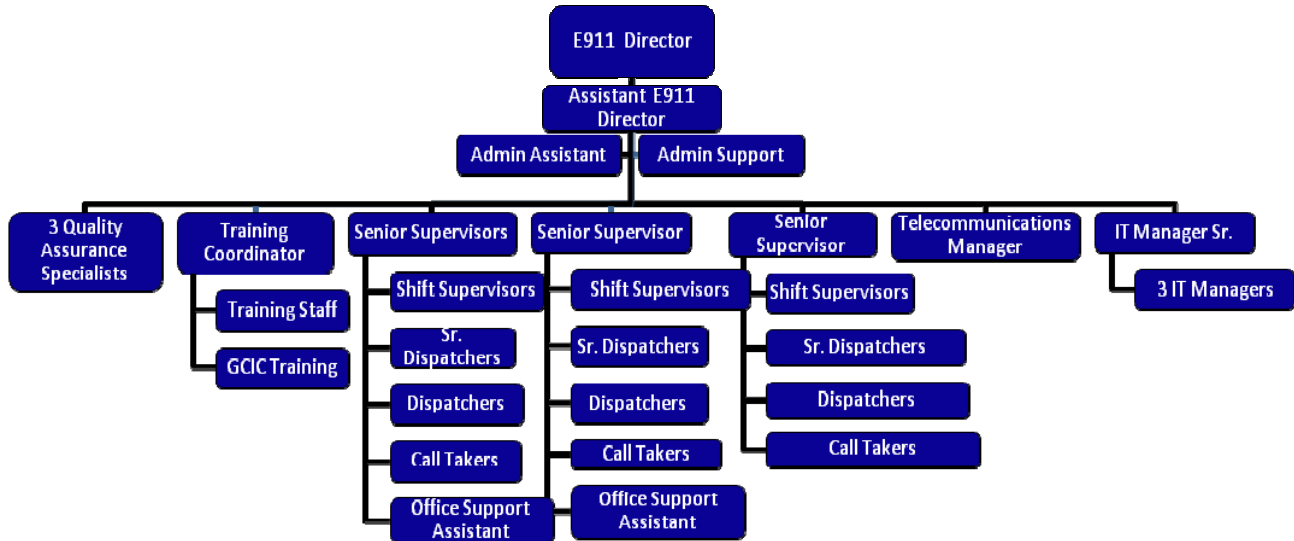 E911 Director
Assistant E911
Director
Admin Assistant
Admin Support
3 Quality
Assurance
Specialists
Training
Coordinator
Training Staff
GCIC Training
Senior Supervisors
Shift Supervisors
Sr.
Dispatchers
Dispatchers
Call Takers
Office Support
Assistant
Senior Supervisor
Shift Supervisors
Sr. Dispatchers
Dispatchers
Call Takers
Office Support
Assistant
Senior
Supervisor
Shift Supervisors
Sr. Dispatchers
Dispatchers
Call Takers
Telecommunications
Manager
IT Manager Sr.
3 IT Managers